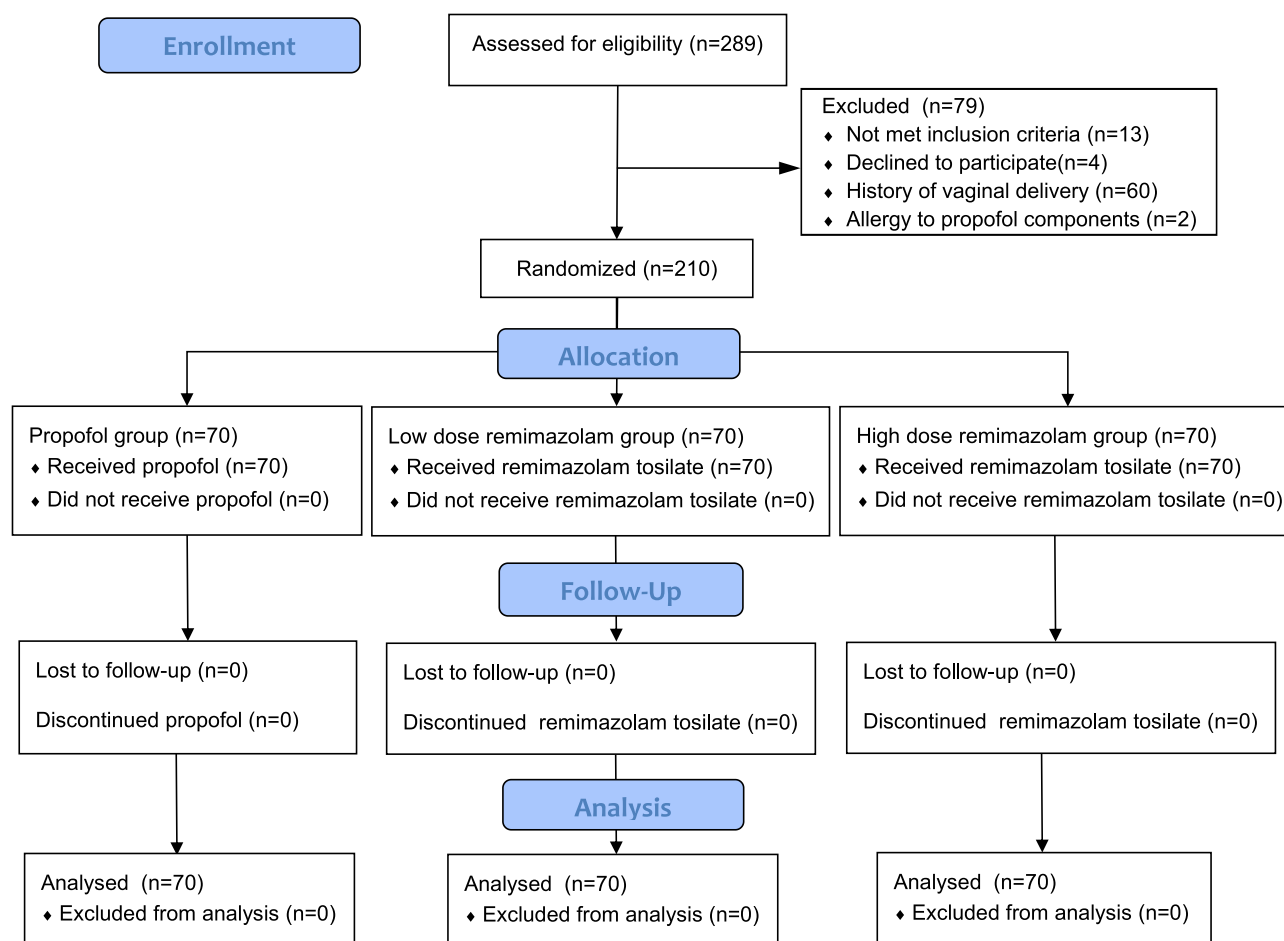 Enrollment
Assessed for eligibility (n=289)
Excluded (n=79)
♦ Not met inclusion criteria (n=13)
♦ Declined to participate(n=4)
♦ History of vaginal delivery (n=60)
♦ Allergy to propofol components (n=2)
Randomized (n=210)
Allocation
Propofol group (n=70)
♦ Received propofol (n=70)
♦ Did not receive propofol (n=0)
Low dose remimazolam group (n=70)
♦ Received remimazolam tosilate (n=70)
♦ Did not receive remimazolam tosilate (n=0)
High dose remimazolam group (n=70)
♦ Received remimazolam tosilate (n=70)
♦ Did not receive remimazolam tosilate (n=0)
Follow-Up
Lost to follow-up (n=0)
Discontinued propofol (n=0)
Lost to follow-up (n=0)
Discontinued remimazolam tosilate (n=0)
Lost to follow-up (n=0)
Discontinued remimazolam tosilate (n=0)
Analysis
Analysed (n=70)
♦ Excluded from analysis (n=0)
Analysed (n=70)
♦ Excluded from analysis (n=0)
Analysed (n=70)
♦ Excluded from analysis (n=0)